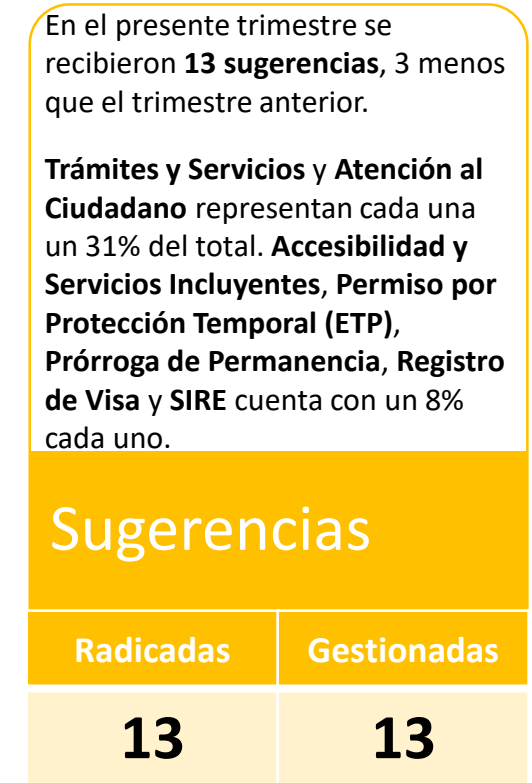 En el presente trimestre se
recibieron 13 sugerencias, 3 menos
que el trimestre anterior.
Trámites y Servicios y Atención al
Ciudadano representan cada una
un 31% del total. Accesibilidad y
Servicios Incluyentes, Permiso por
Protección Temporal (ETP),
Prórroga de Permanencia, Registro
de Visa y SIRE cuenta con un 8%
cada uno.
Sugerencias
Radicadas Gestionadas
13 13